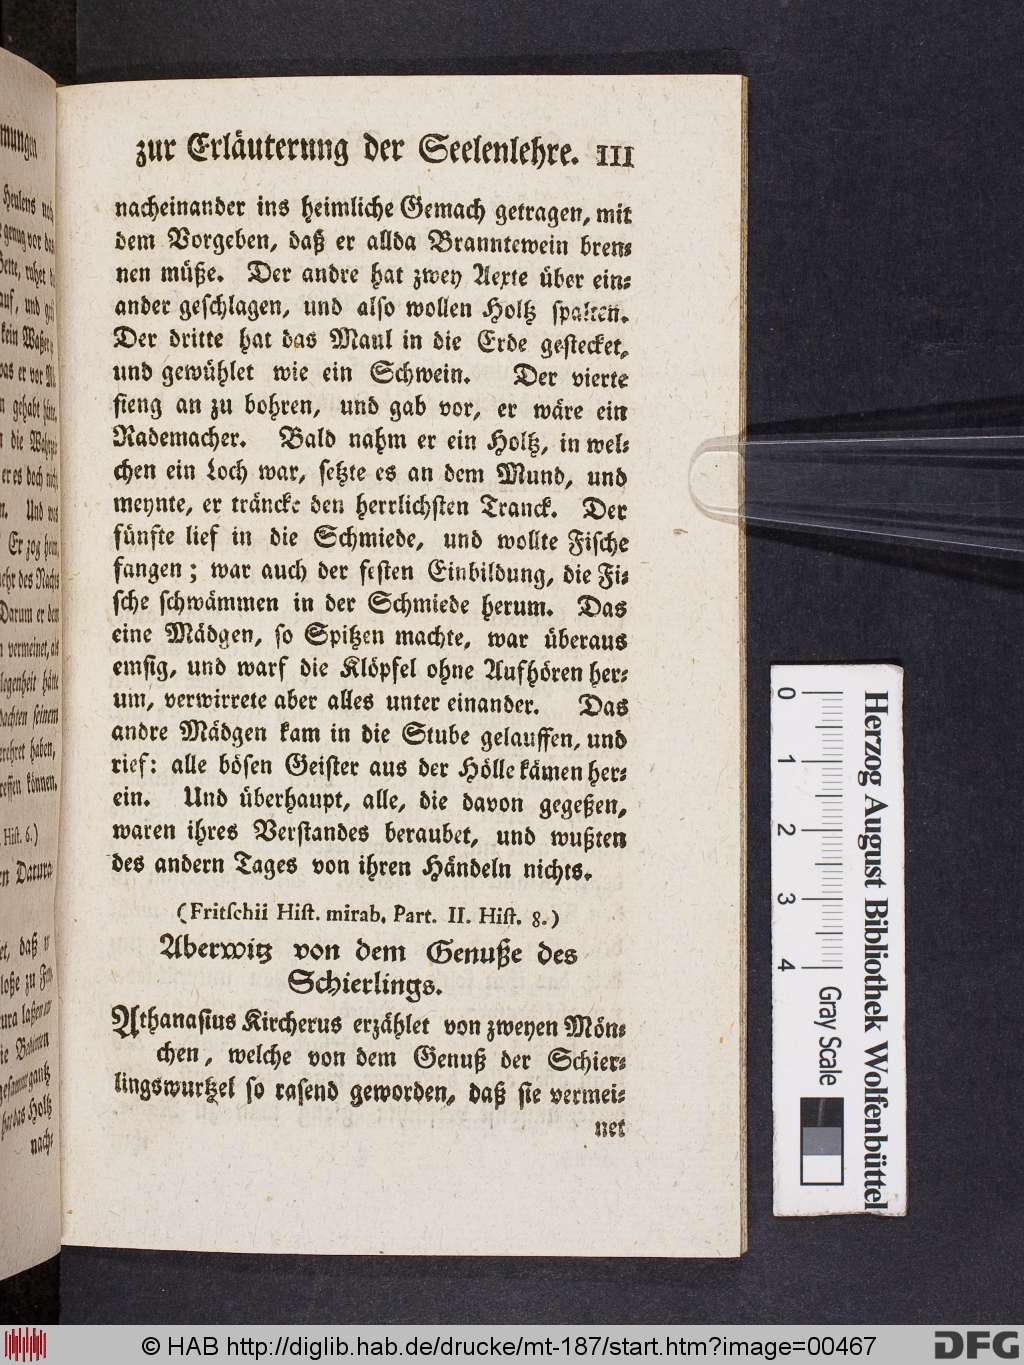 zur Erläuterung der Seelenlehre. III
nacheinander ins heimliche Gemach getragen, mit
dem Vorgeben, daß er allda Branntewein bren⸗
nen müße. Der andre hat zwey Aexte über ein⸗
ander geschlagen, und also wollen Holtz spalten.
Der dritte hat das Maul in die Erde gestecket,
und gewühlet wie ein Schwein. Der vierte
fieng an zu bohren, und gab vor, er wäre ein
Rademacher. Bald nahm er ein Holtz, in wel⸗
chen ein Loch war, setzte es an dem Mund, und
meynte, er träncke den herrlichsten Tranck. Der
fünfte lief in die Schmiede, und wollte Fische
fangen; war auch der festen Einbildung, die Fi⸗
sche schwämmen in der Schmiede herum. Das
eine Mädgen, so Spitzen machte, war überaus
emsig, und warf die Klöpfel ohne Aufhören her⸗
um, verwirrete aber alles unter einander. Das
andre Mädgen kam in die Stube gelauffen, und
rief: alle bösen Geister aus der Hölle kämen her⸗
ein. Und überhaupt, alle, die davon gegeßen,
waren ihres Verstandes beraubet, und wußten
des andern Tages von ihren Händeln nichts.
(Fritschii Hist. mirab. Part. II. Hist. 8.)
Aberwitz von dem Genuße des
Schierlings.
Athanasius Kircherus erzählet von zweyen Mön⸗
chen, welche von dem Genuß der Schier⸗
lingswurtzel so rasend geworden, daß sie vermei⸗
net
0 1 2 3 4 Gray Scale
Herzog August Bibliothek Wolfenbüttel
© HAB http://diglib.hab.de/drucke/mt-187/start.htm?image=00467
DFG